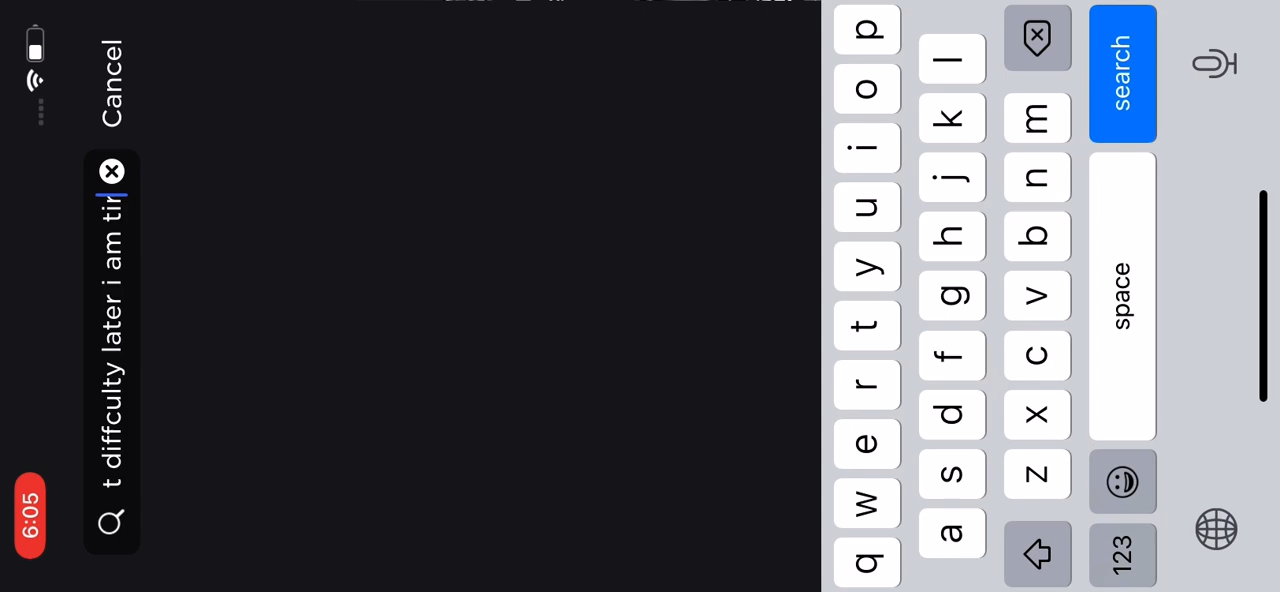 6:05
t diffculty later i am tir
Cancel
q w e r t y u i o p
a s d f g h j k l
z x c v b n m
123
space
search